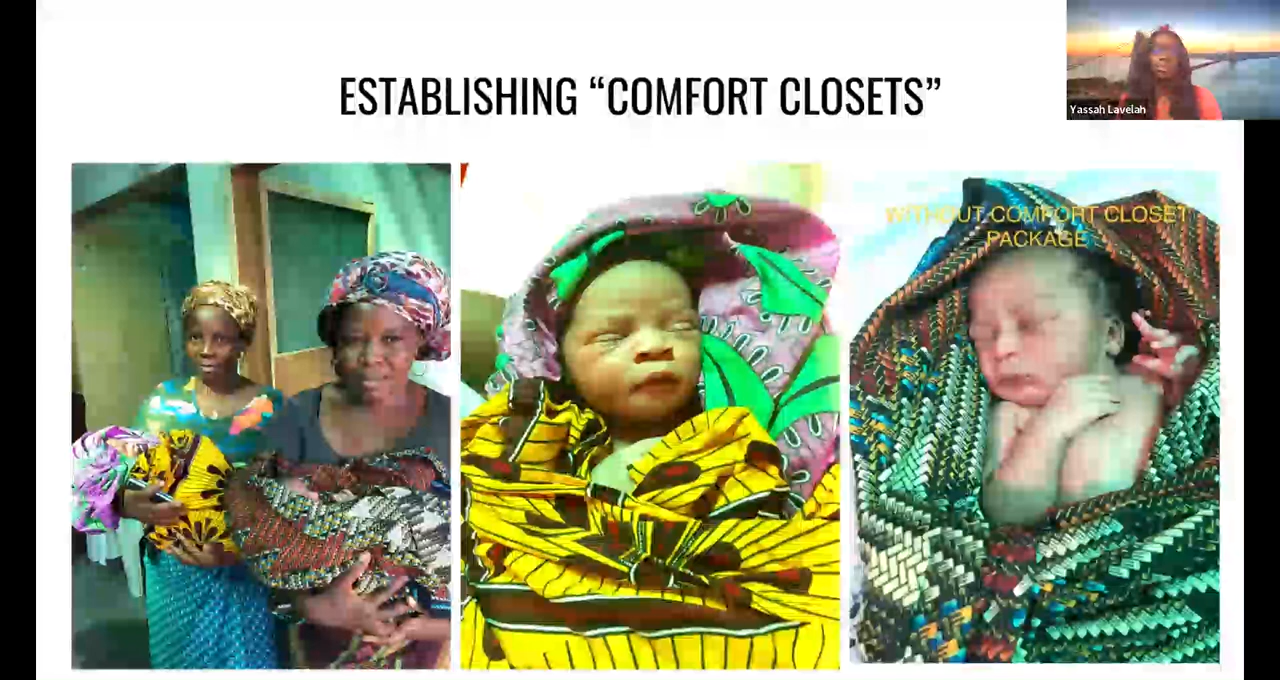 ESTABLISHING “COMFORT CLOSETS”
Yassah Lavelah
WITHOUT COMFORT CLOSET
PACKAGE